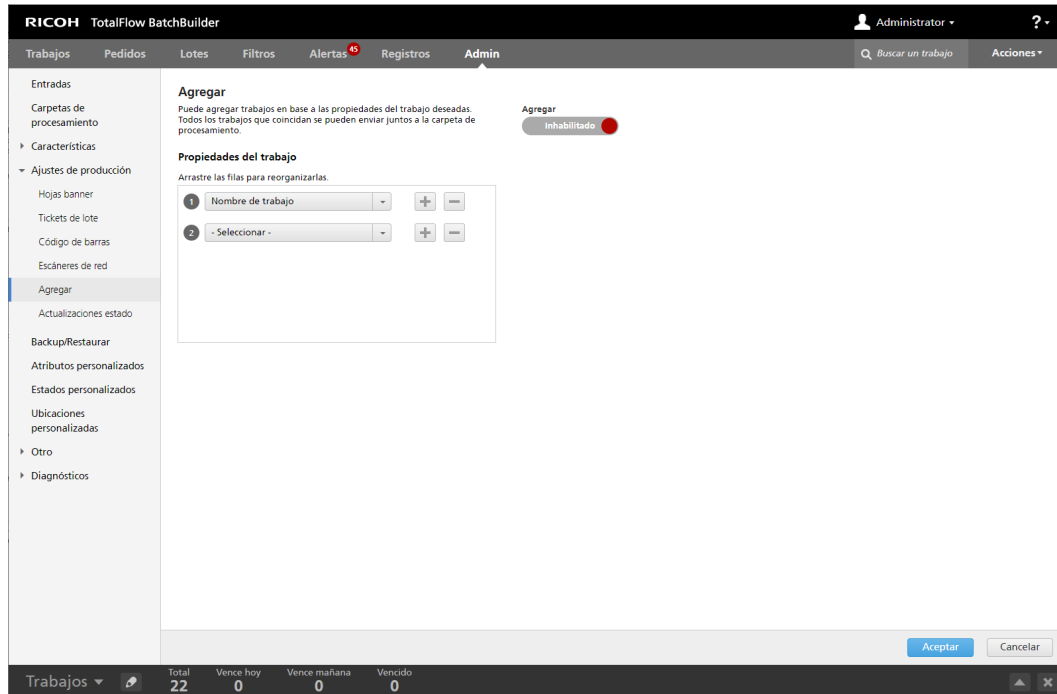 RICOH TotalFlow BatchBuilder
Administrator
?
Trabajos Pedidos Lotes Filtros Alertas 45 Registros Admin
Buscar un trabajo
Acciones
Entradas
Carpetas de
procesamiento
Características
Ajustes de producción
Hojas banner
Tickets de lote
Código de barras
Escáneres de red
Agregar
Actualizaciones estado
Backup/Restaurar
Atributos personalizados
Estados personalizados
Ubicaciones
personalizadas
Otro
Diagnósticos
Agregar
Puede agregar trabajos en base a las propiedades del trabajo deseadas.
Todos los trabajos que coincidan se pueden enviar juntos a la carpeta de
procesamiento.
Agregar
Inhabilitado
Propiedades del trabajo
Arrastre las filas para reorganizarlas.
1 Nombre de trabajo
2 - Seleccionar -
Aceptar Cancelar
Trabajos
Total Vence hoy Vence mañana Vencido
22 0 0 0